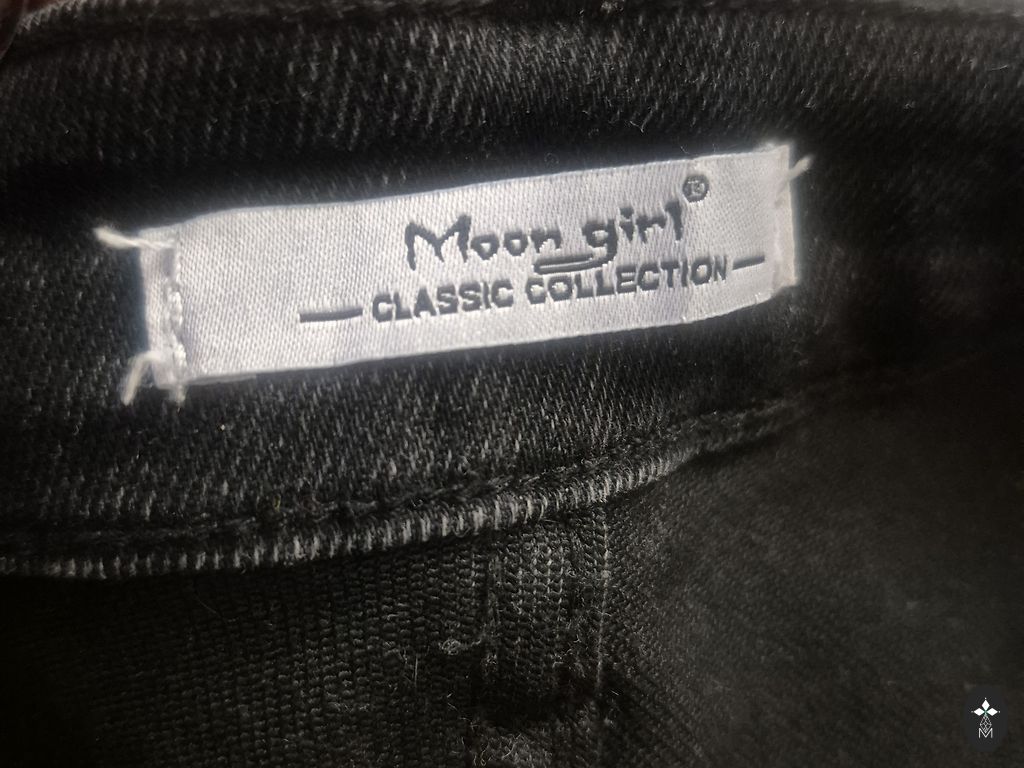 Moon girl®
— CLASSIC COLLECTION —
M